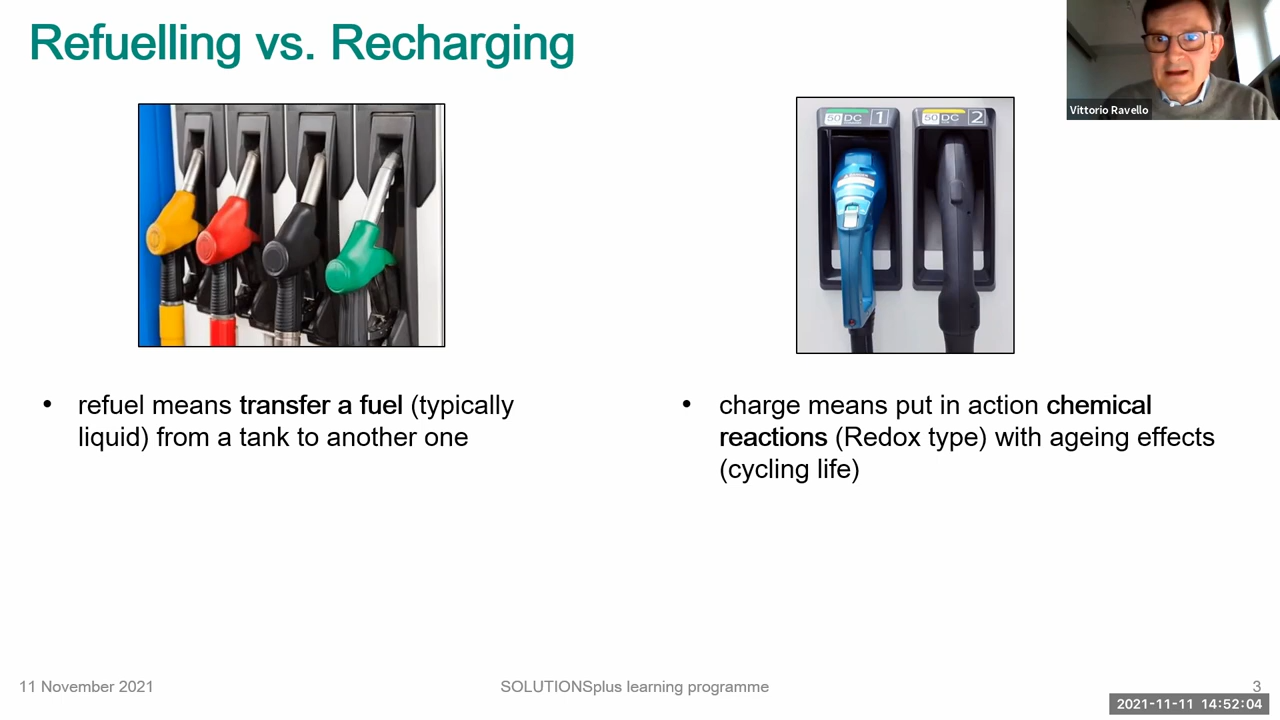 Refuelling vs. Recharging
Vittorio Ravello
50 DC 1
50 DC 2
• refuel means transfer a fuel (typically
liquid) from a tank to another one
• charge means put in action chemical
reactions (Redox type) with ageing effects
(cycling life)
11 November 2021
SOLUTIONSplus learning programme
3
2021-11-11 14:52:04